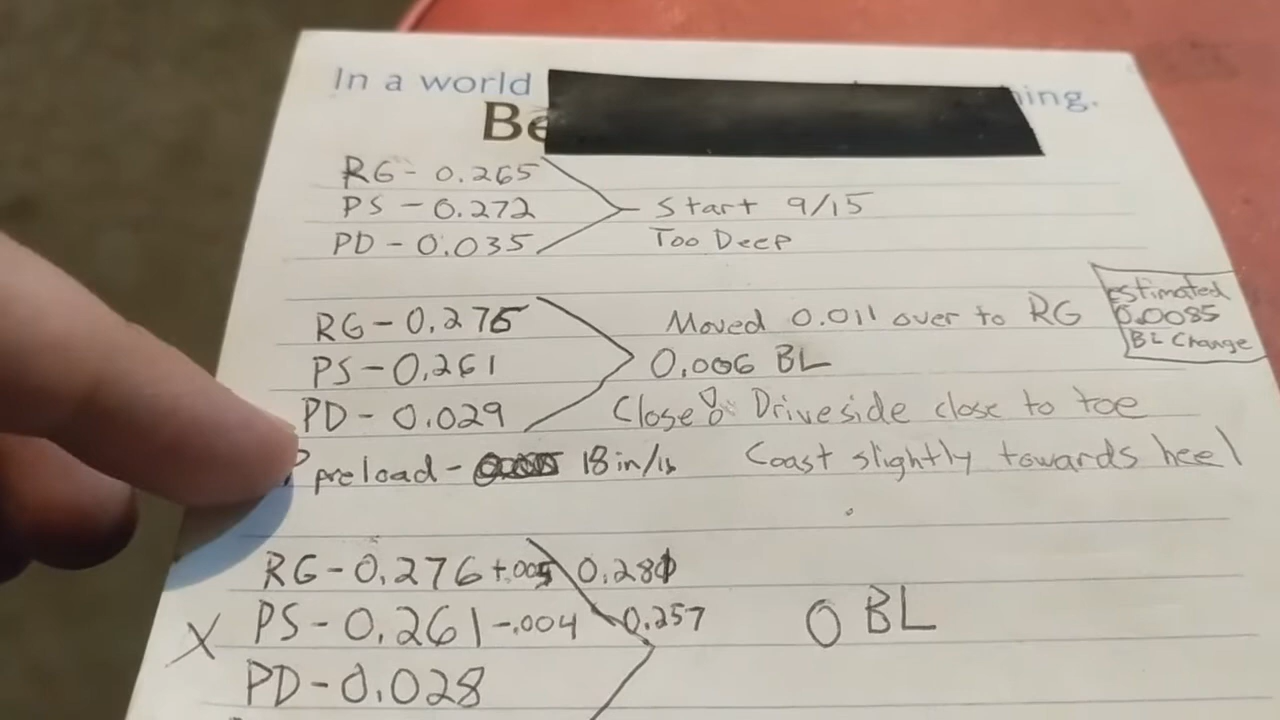 In a world ning.
Be
RG - 0.265
PS - 0.272
PD - 0.035
Start 9/15
Too Deep
RG - 0.276
PS - 0.261
PD - 0.029
P preload - 18 in/lb
Moved 0.011 over to RG
0.006 BL
Close: Driveside close to toe
Coast slightly towards heel
Estimated
0.0085
BL Change
RG - 0.276 +.005 0.281
X PS - 0.261 -.004 0.257
PD - 0.028
0 BL